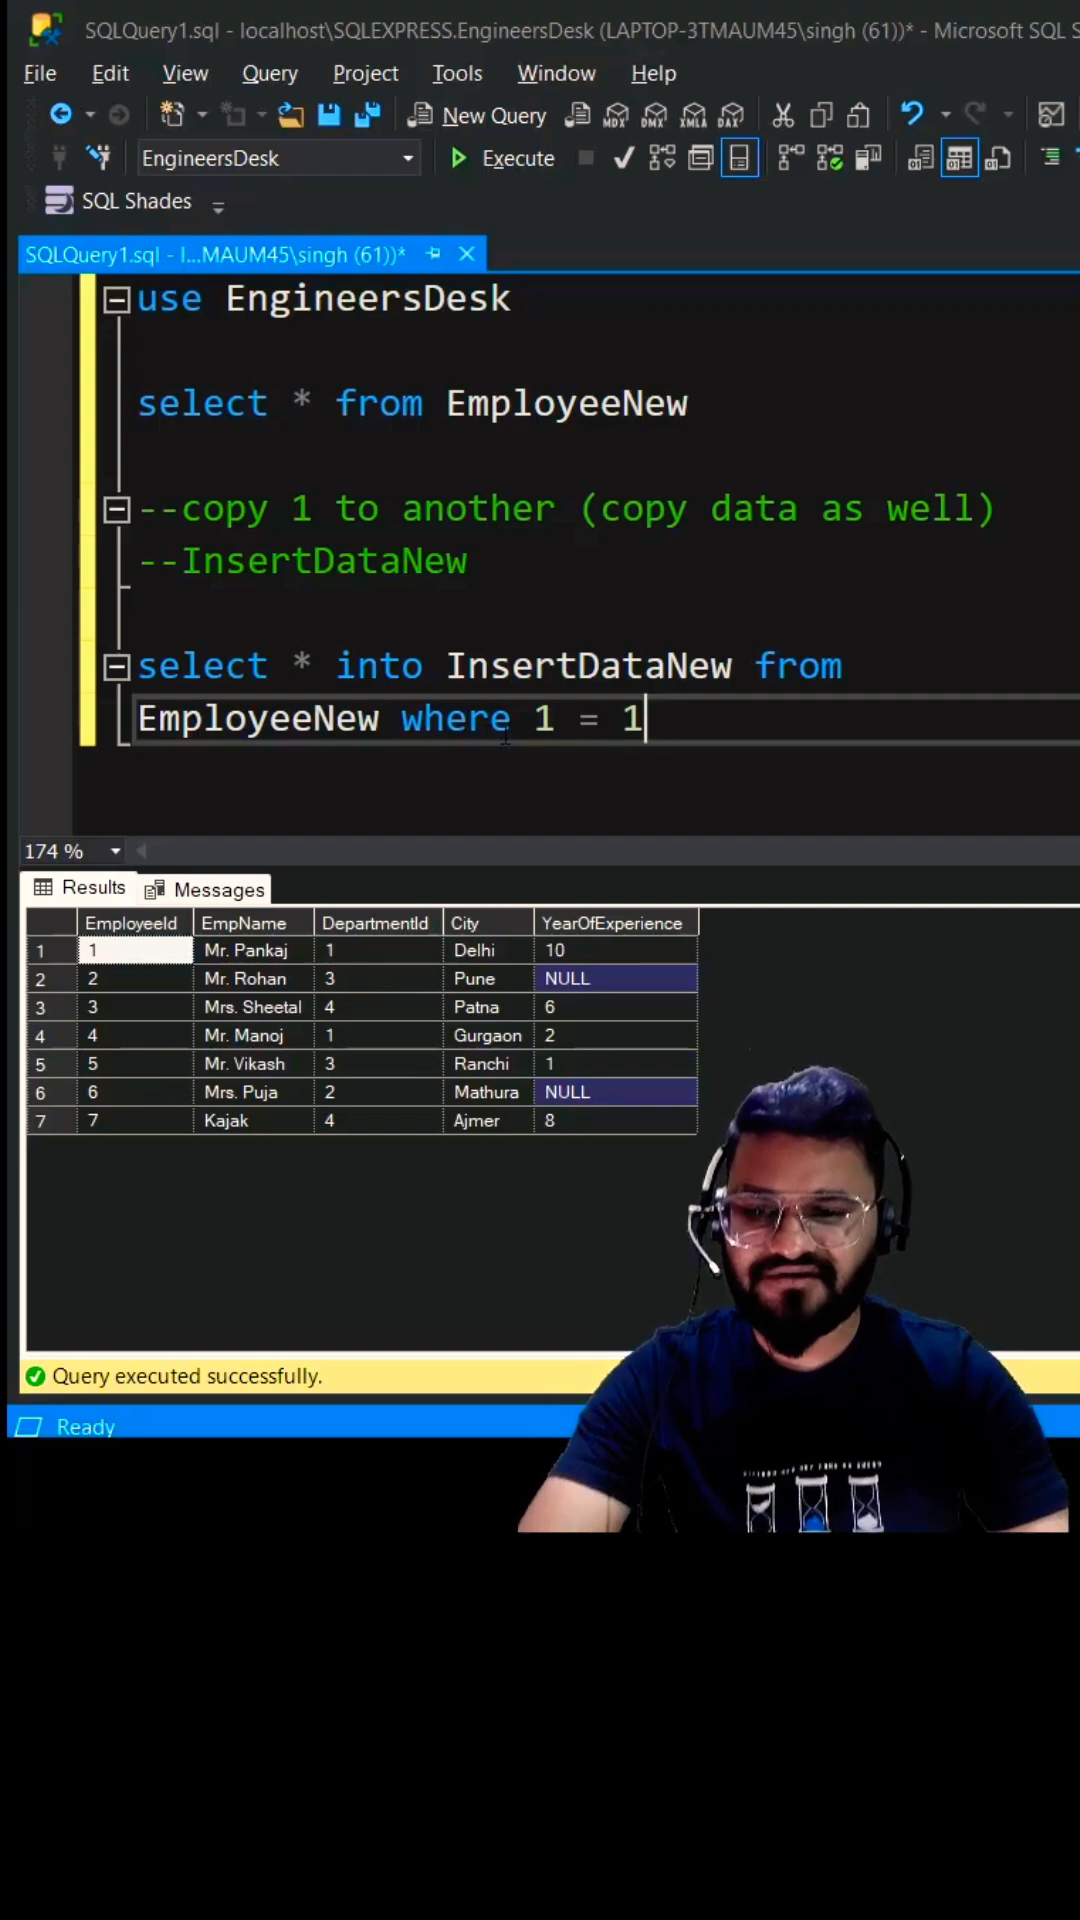 SQLQuery1.sql - localhost\SQLEXPRESS.EngineersDesk (LAPTOP-3TMAUM45\singh (61))* - Microsoft SQL S
File Edit View Query Project Tools Window Help
New Query MDX DMX XMLA DAX
EngineersDesk Execute
SQL Shades
SQLQuery1.sql - l...MAUM45\singh (61))*
use EngineersDesk
select * from EmployeeNew
--copy 1 to another (copy data as well)
--InsertDataNew
select * into InsertDataNew from
EmployeeNew where 1 = 1
174 %
Results Messages
EmployeeId EmpName DepartmentId City YearOfExperience
1 1 Mr. Pankaj 1 Delhi 10
2 2 Mr. Rohan 3 Pune NULL
3 3 Mrs. Sheetal 4 Patna 6
4 4 Mr. Manoj 1 Gurgaon 2
5 5 Mr. Vikash 3 Ranchi 1
6 6 Mrs. Puja 2 Mathura NULL
7 7 Kajak 4 Ajmer 8
Query executed successfully.
Ready